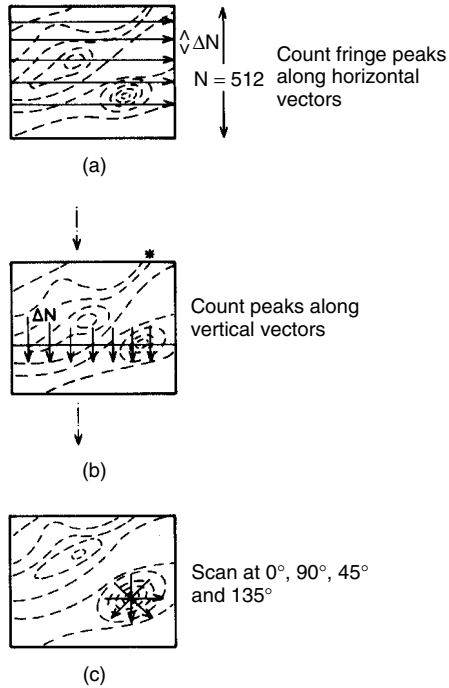 ΔN
N = 512
Count fringe peaks
along horizontal
vectors
(a)
*
ΔN
Count peaks along
vertical vectors
(b)
Scan at 0°, 90°, 45°
and 135°
(c)